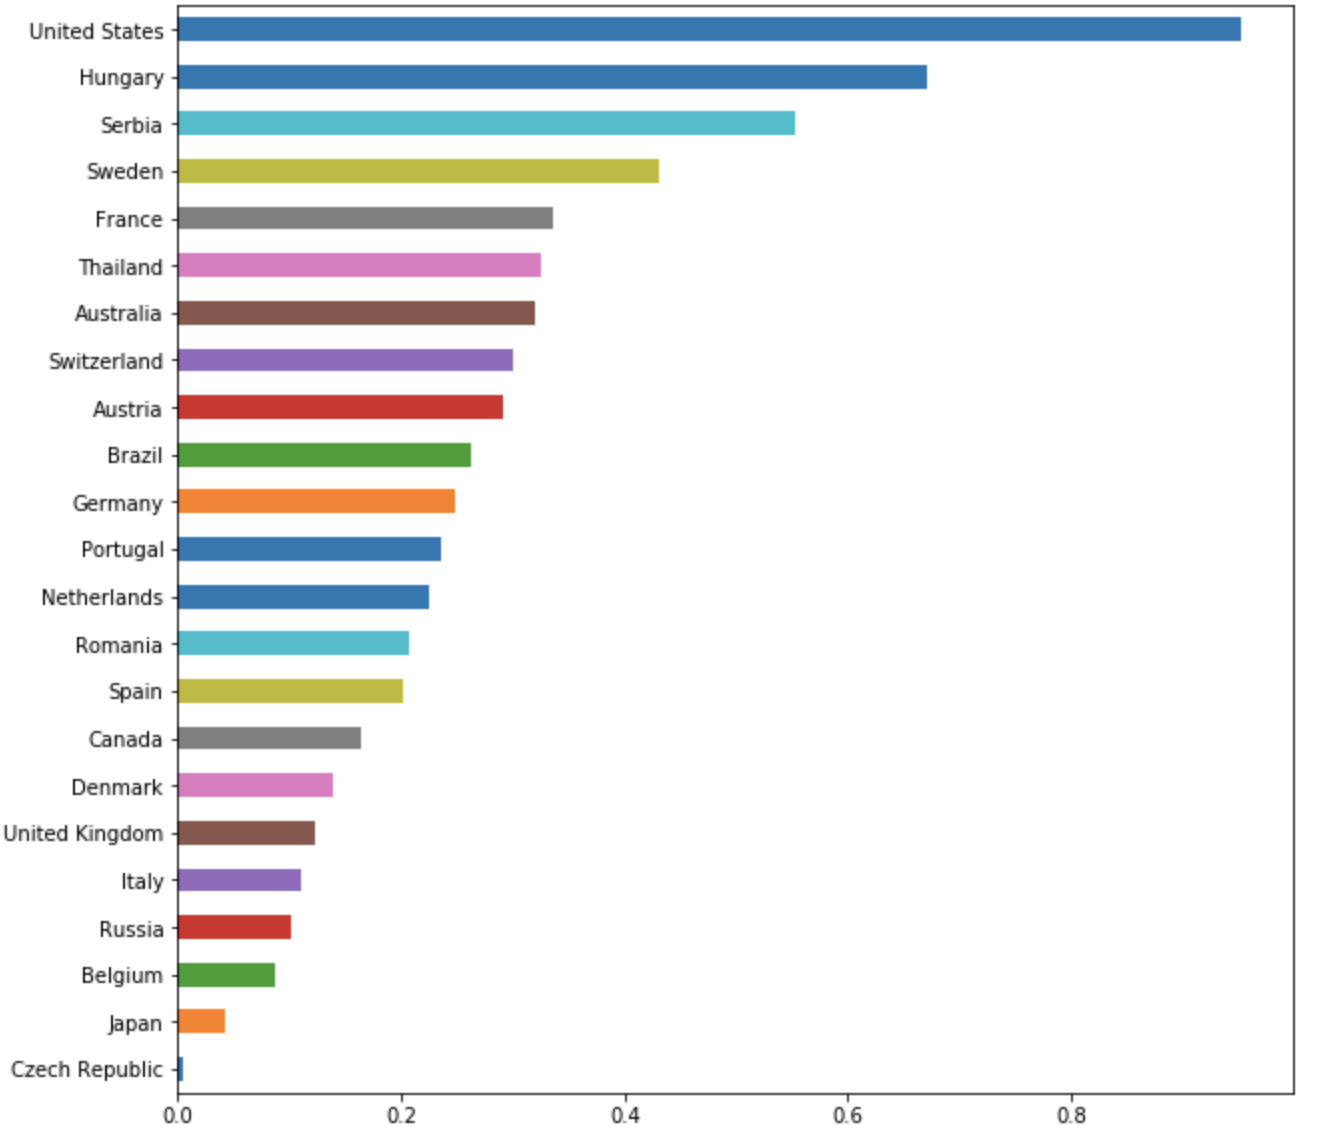 United States
Hungary
Serbia
Sweden
France
Thailand
Australia
Switzerland
Austria
Brazil
Germany
Portugal
Netherlands
Romania
Spain
Canada
Denmark
United Kingdom
Italy
Russia
Belgium
Japan
Czech Republic
0.0 0.2 0.4 0.6 0.8